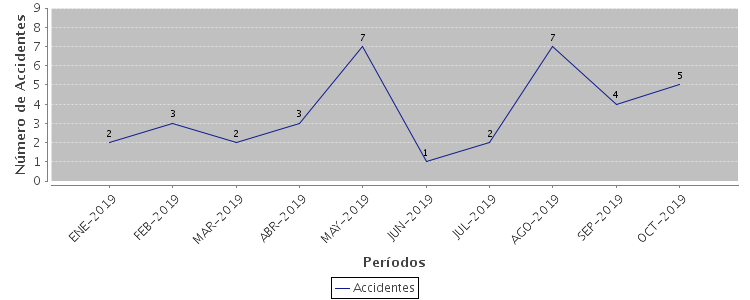 Número de Accidentes
9
8
7
6
5
4
3
2
1
0
2
3
2
3
7
1
2
7
4
5
ENE-2019
FEB-2019
MAR-2019
ABR-2019
MAY-2019
JUN-2019
JUL-2019
AGO-2019
SEP-2019
OCT-2019
Períodos
Accidentes